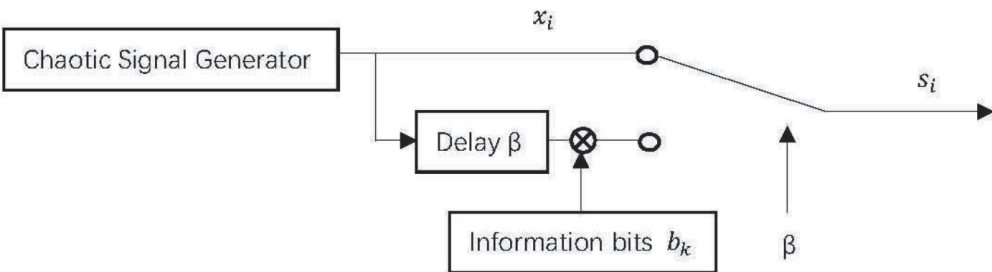 x_i
Chaotic Signal Generator
s_i
Delay β
Information bits b_k
β